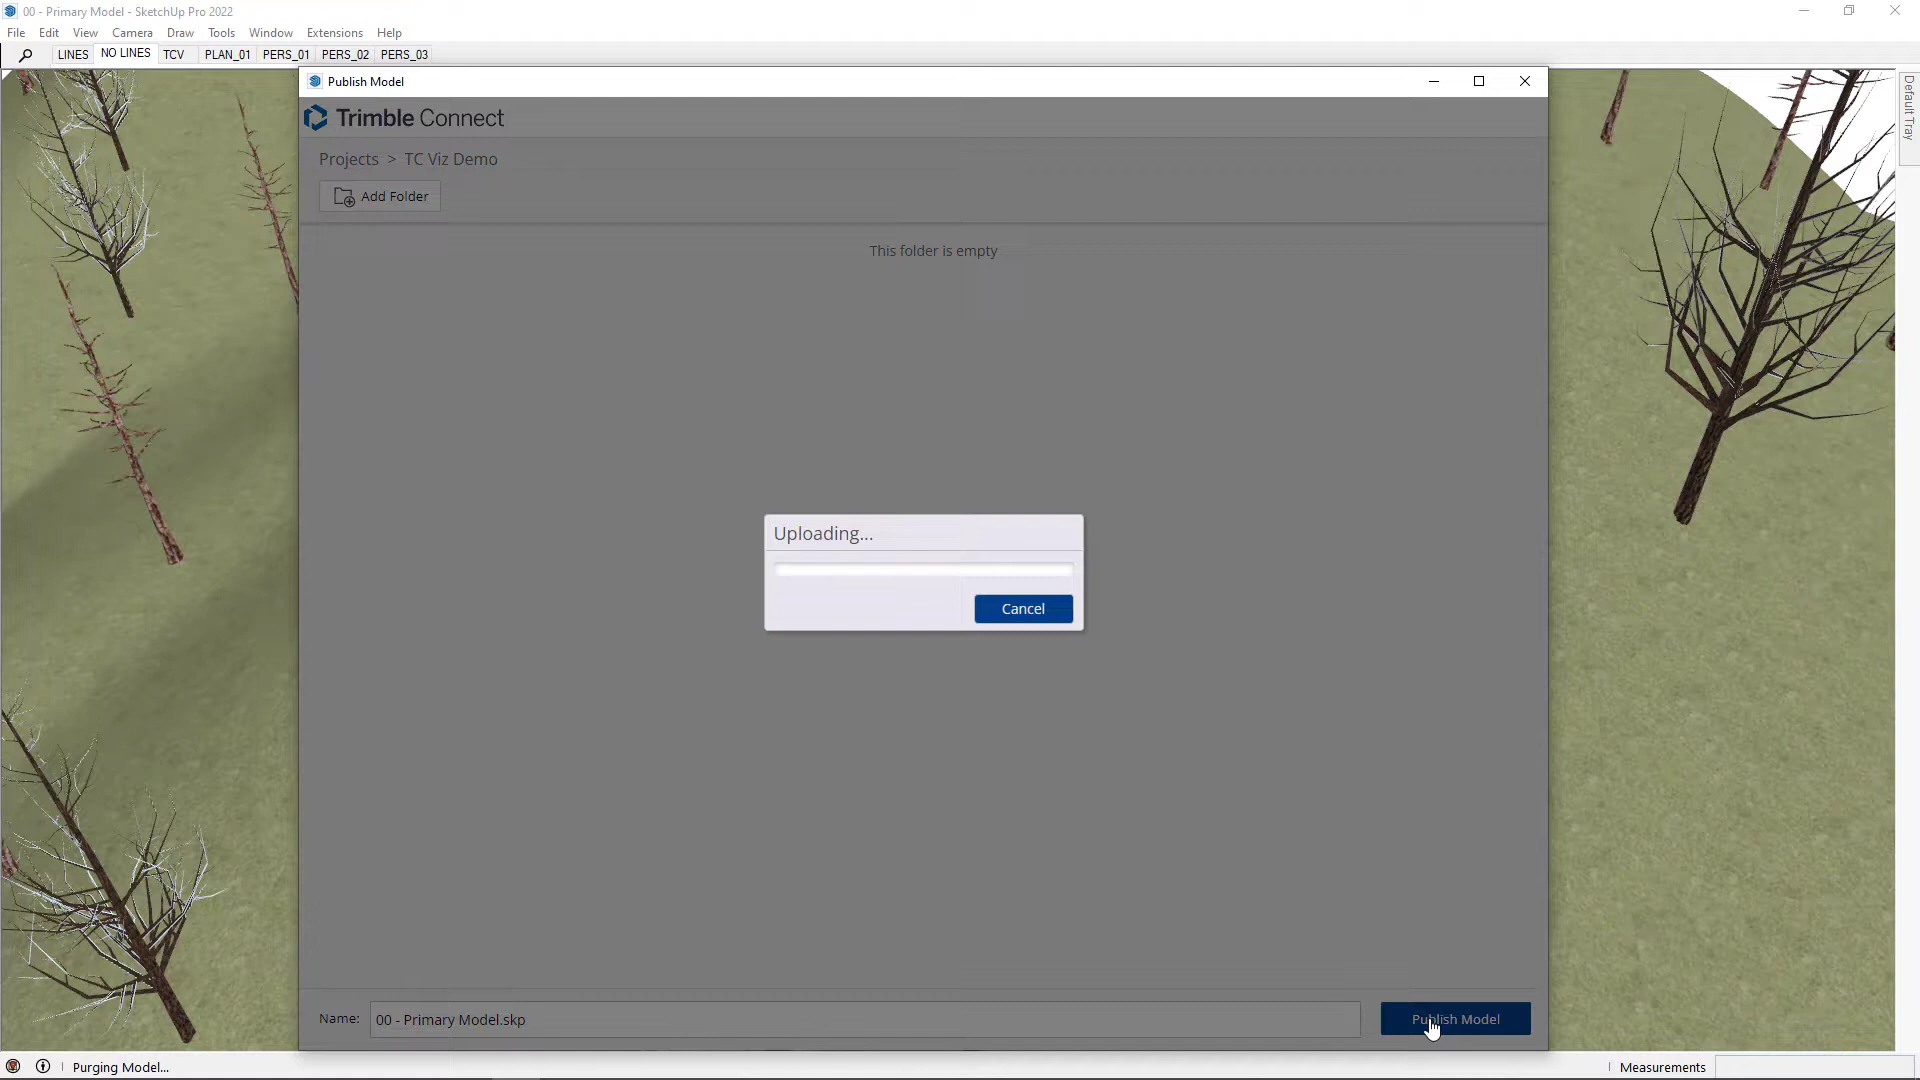 00 - Primary Model - SketchUp Pro 2022
File Edit View Camera Draw Tools Window Extensions Help
LINES NO LINES TCV PLAN_01 PERS_01 PERS_02 PERS_03
Publish Model
Trimble Connect
Projects > TC Viz Demo
Add Folder
This folder is empty
Default Tray
Uploading...
Cancel
Name: 00 - Primary Model.skp Publish Model
Purging Model... Measurements